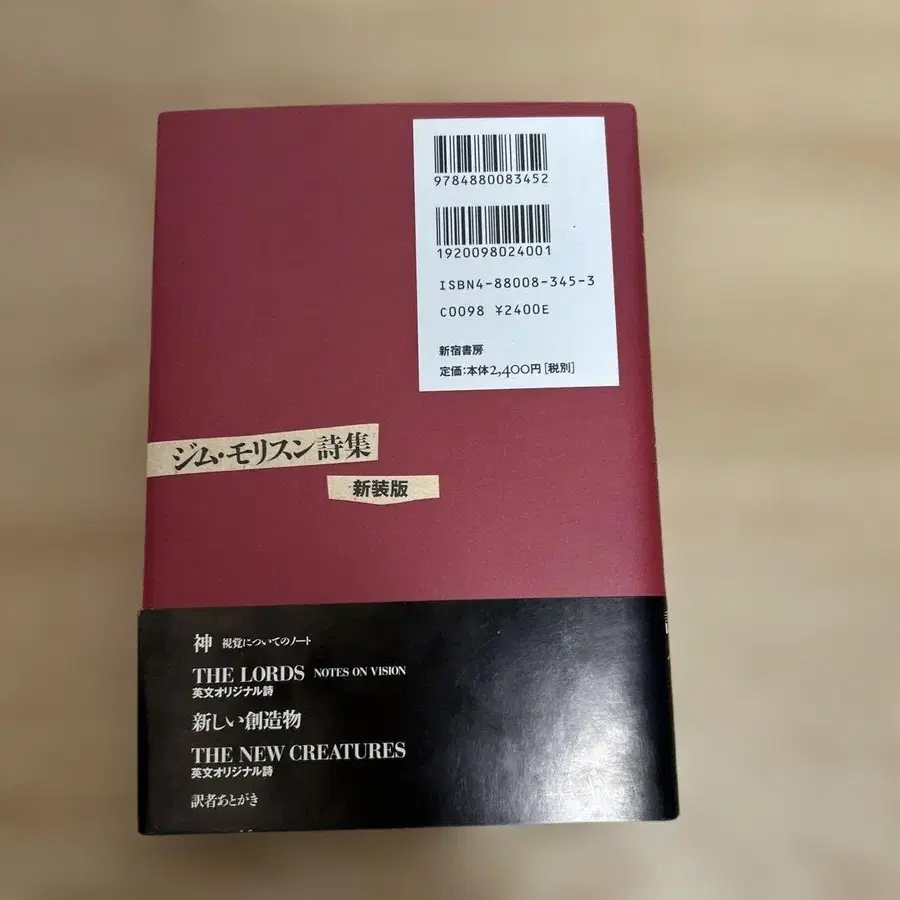 9784880083452
1920098024001
ISBN4-88008-345-3
C0098 ¥2400E
新宿書房
定価:本体2,400円[税別]
ジム・モリスン詩集
新装版
神 視覚についてのノート
THE LORDS NOTES ON VISION
英文オリジナル詩
新しい創造物
THE NEW CREATURES
英文オリジナル詩
訳者あとがき